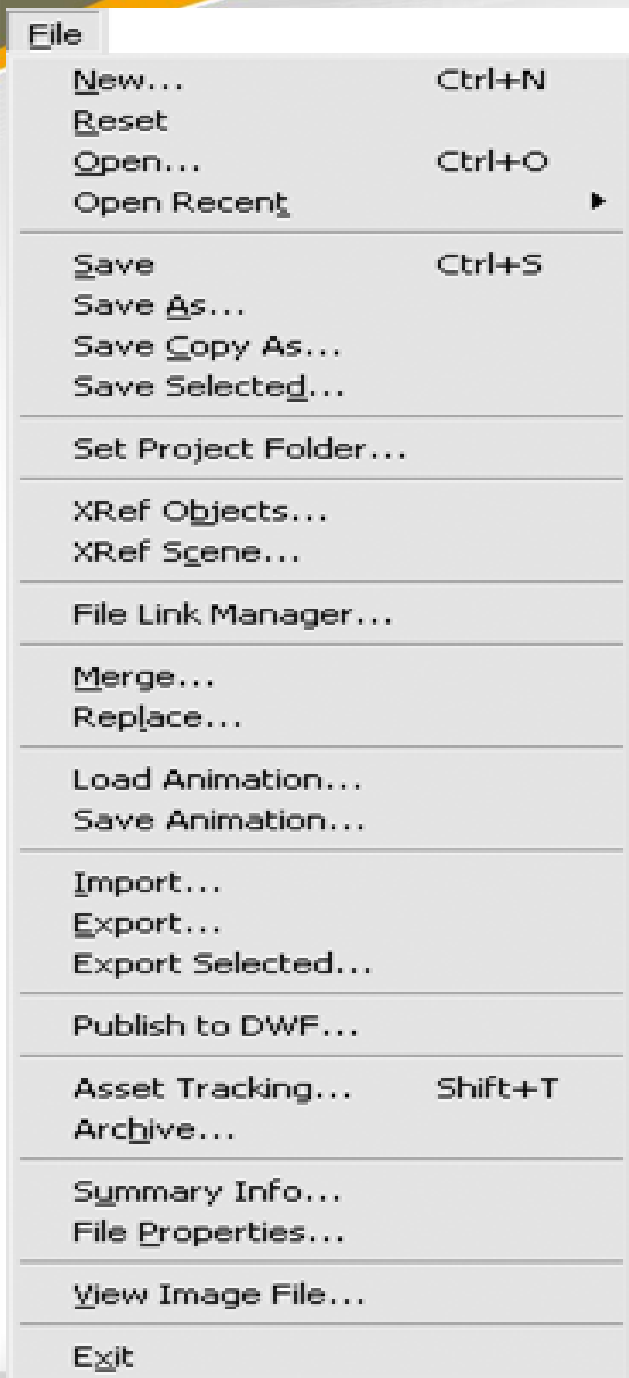 File
New... Ctrl+N
Reset
Open... Ctrl+O
Open Recent
Save Ctrl+S
Save As...
Save Copy As...
Save Selected...
Set Project Folder...
XRef Objects...
XRef Scene...
File Link Manager...
Merge...
Replace...
Load Animation...
Save Animation...
Import...
Export...
Export Selected...
Publish to DWF...
Asset Tracking... Shift+T
Archive...
Summary Info...
File Properties...
View Image File...
Exit